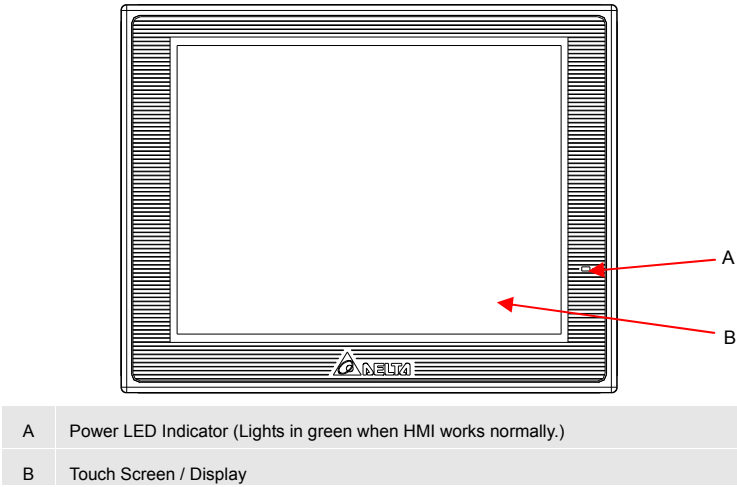 A
B
DELTA
A Power LED Indicator (Lights in green when HMI works normally.)
B Touch Screen / Display